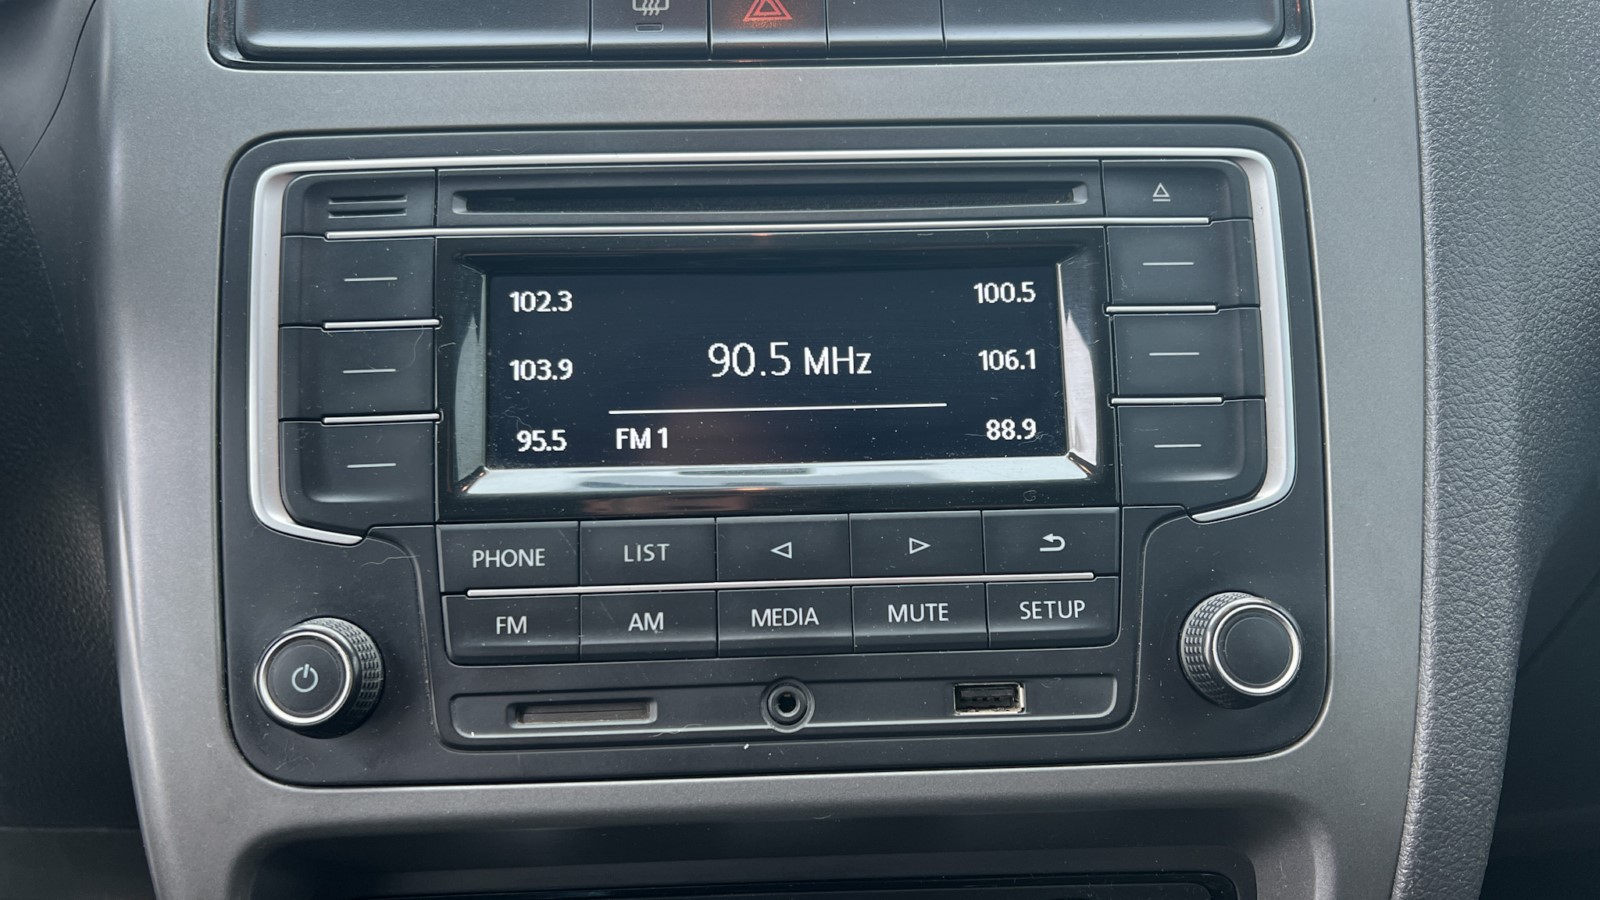 102.3
100.5
90.5 MHz
103.9
106.1
95.5
FM 1
88.9
PHONE
LIST
FM
AM
MEDIA
MUTE
SETUP